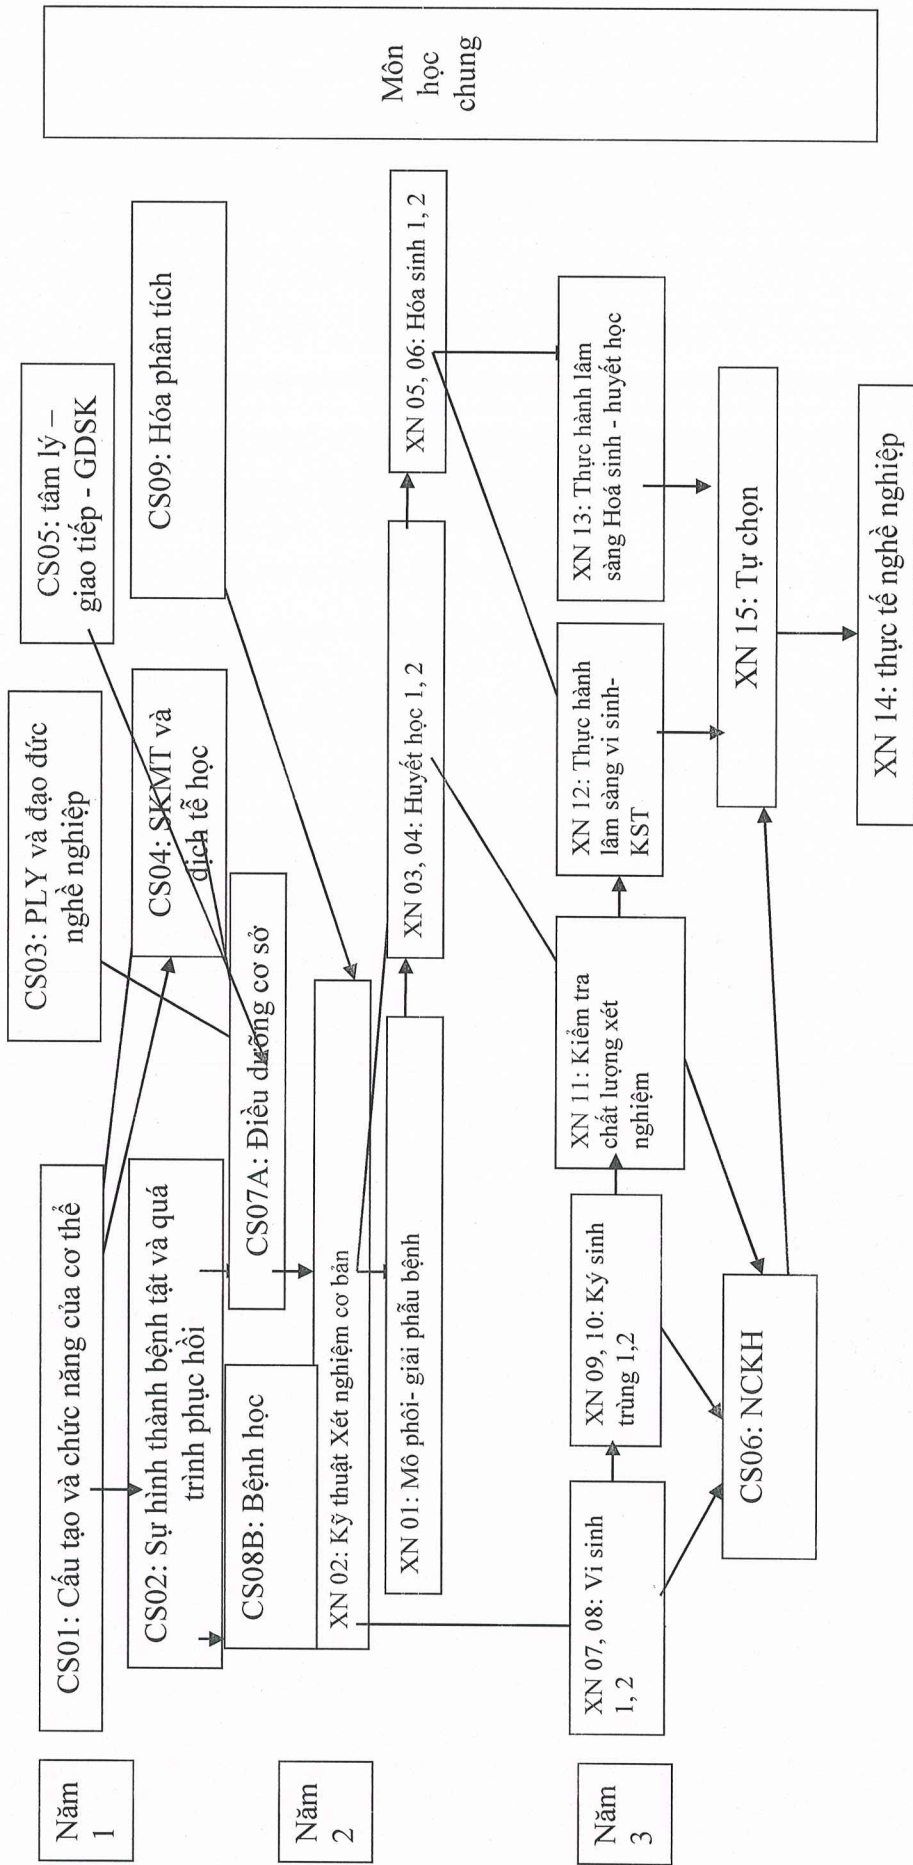 Năm
1
CS01: Cấu tạo và chức năng của cơ thể
CS03: PLY và đạo đức
nghề nghiệp
CS05: tâm lý –
giao tiếp - GDSK
CS02: Sự hình thành bệnh tật và quá
trình phục hồi
CS04: SKMT và
dịch tễ học
CS09: Hóa phân tích
Năm
2
CS08B: Bệnh học
CS07A: Điều dưỡng cơ sở
XN 02: Kỹ thuật Xét nghiệm cơ bản
XN 01: Mô phôi- giải phẫu bệnh
XN 03, 04: Huyết học 1, 2
XN 05, 06: Hóa sinh 1, 2
Năm
3
XN 07, 08: Vi sinh
1, 2
XN 09, 10: Ký sinh
trùng 1,2
XN 11: Kiểm tra
chất lượng xét
nghiệm
XN 12: Thực hành
lâm sàng vi sinh-
KST
XN 13: Thực hành lâm
sàng Hoá sinh - huyết học
CS06: NCKH
XN 15: Tự chọn
XN 14: thực tế nghề nghiệp
Môn
học
chung